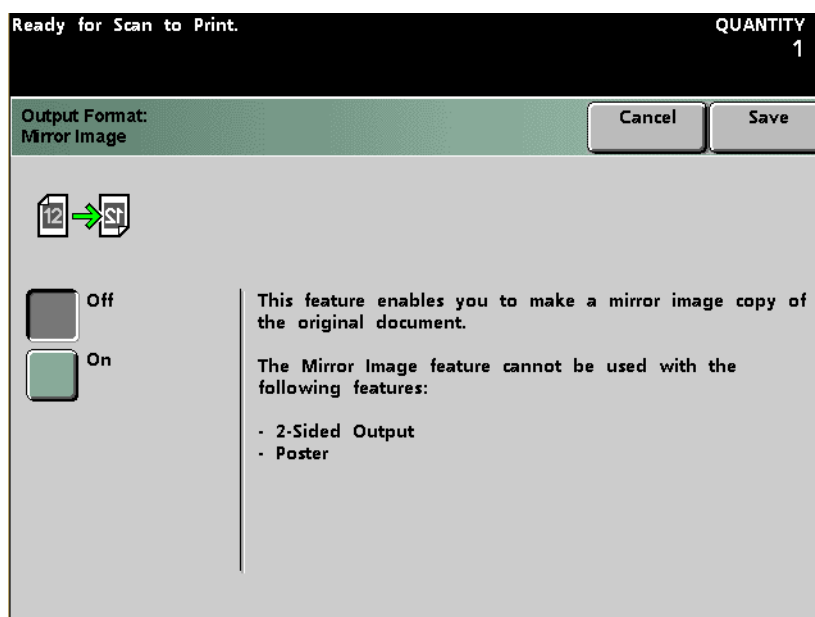 Ready for Scan to Print.
QUANTITY
1
Output Format:
Mirror Image
Cancel
Save
12
12
Off
On
This feature enables you to make a mirror image copy of
the original document.
The Mirror Image feature cannot be used with the
following features:
- 2-Sided Output
- Poster